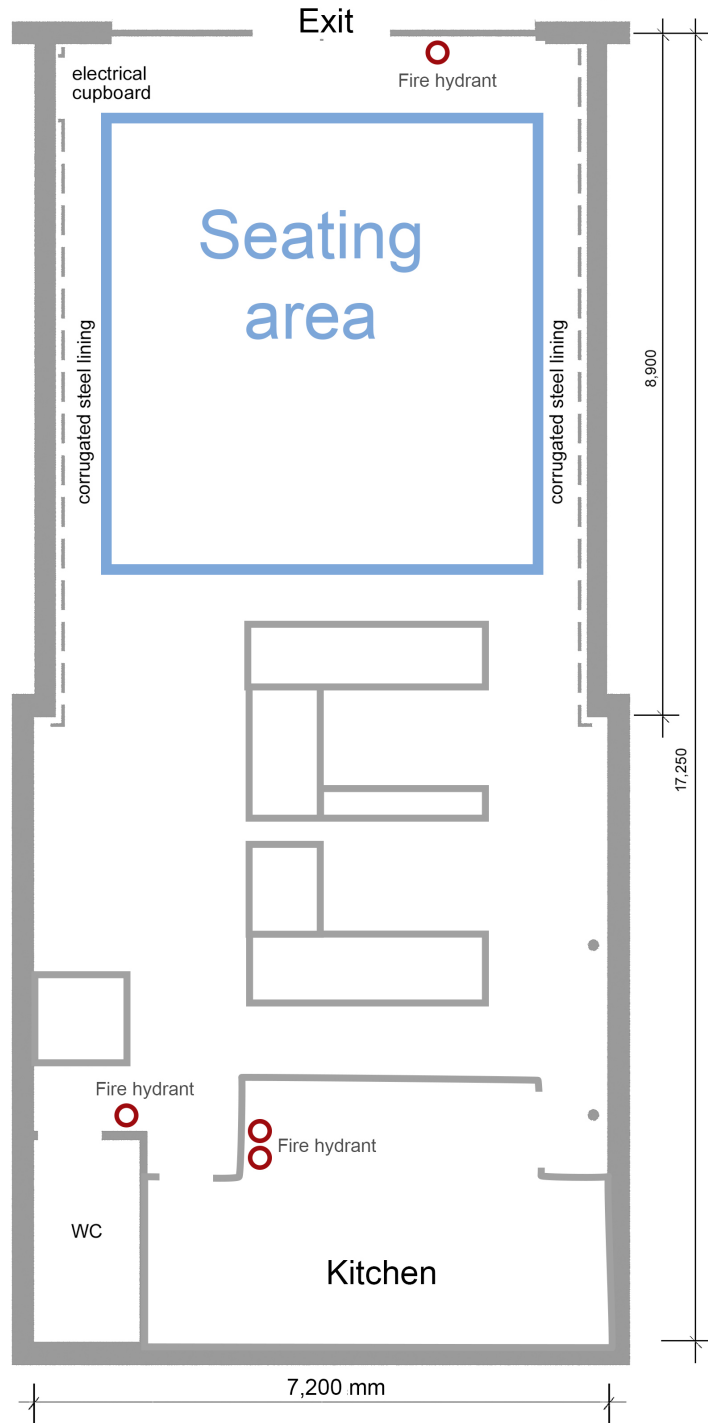 Exit
electrical
cupboard
Fire hydrant
Seating
area
corrugated steel lining
corrugated steel lining
8,900
17,250
Fire hydrant
Fire hydrant
WC
Kitchen
7,200 mm